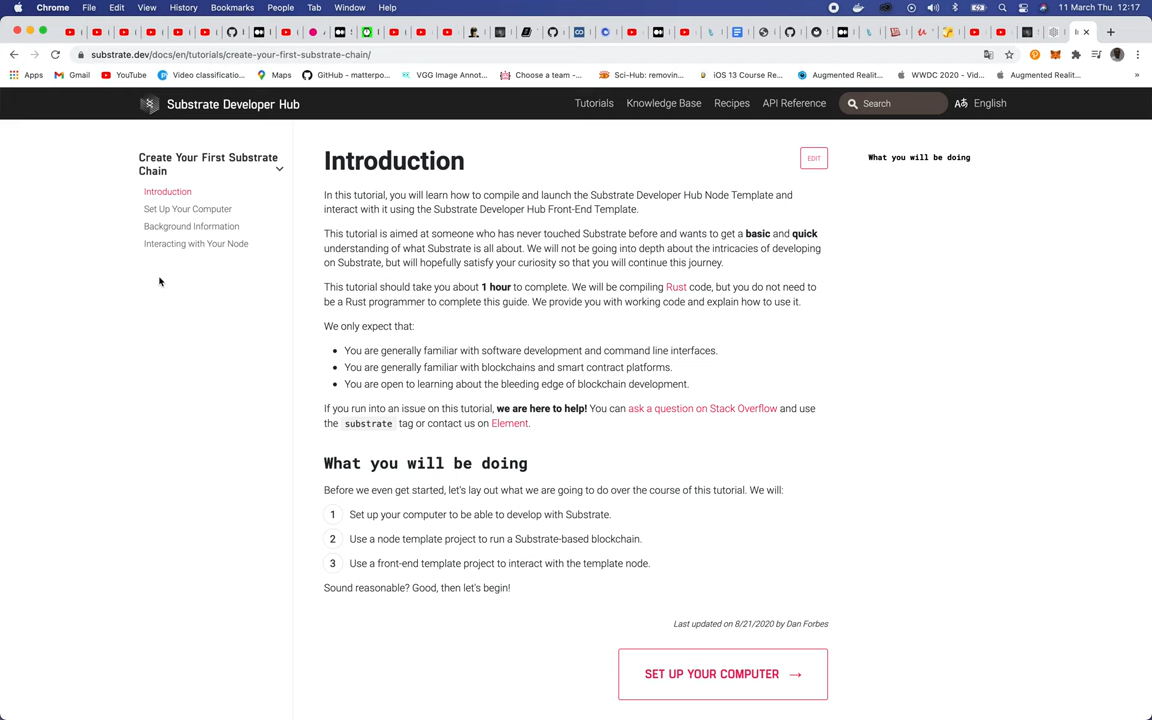 Chrome File Edit View History Bookmarks People Tab Window Help 11 March Thu 12:17
substrate.dev/docs/en/tutorials/create-your-first-substrate-chain/
Apps Gmail YouTube Video classificatio... Maps GitHub - matterpo... VGG Image Annot... Choose a team -... Sci-Hub: removin... iOS 13 Course Re... Augmented Realit... WWDC 2020 - Vid... Augmented Realit... »
Substrate Developer Hub Tutorials Knowledge Base Recipes API Reference Search English
Create Your First Substrate
Chain
Introduction
Set Up Your Computer
Background Information
Interacting with Your Node
Introduction
EDIT
What you will be doing
In this tutorial, you will learn how to compile and launch the Substrate Developer Hub Node Template and
interact with it using the Substrate Developer Hub Front-End Template.
This tutorial is aimed at someone who has never touched Substrate before and wants to get a basic and quick
understanding of what Substrate is all about. We will not be going into depth about the intricacies of developing
on Substrate, but will hopefully satisfy your curiosity so that you will continue this journey.
This tutorial should take you about 1 hour to complete. We will be compiling Rust code, but you do not need to
be a Rust programmer to complete this guide. We provide you with working code and explain how to use it.
We only expect that:
• You are generally familiar with software development and command line interfaces.
• You are generally familiar with blockchains and smart contract platforms.
• You are open to learning about the bleeding edge of blockchain development.
If you run into an issue on this tutorial, we are here to help! You can ask a question on Stack Overflow and use
the substrate tag or contact us on Element.
What you will be doing
Before we even get started, let's lay out what we are going to do over the course of this tutorial. We will:
1 Set up your computer to be able to develop with Substrate.
2 Use a node template project to run a Substrate-based blockchain.
3 Use a front-end template project to interact with the template node.
Sound reasonable? Good, then let's begin!
Last updated on 8/21/2020 by Dan Forbes
SET UP YOUR COMPUTER →